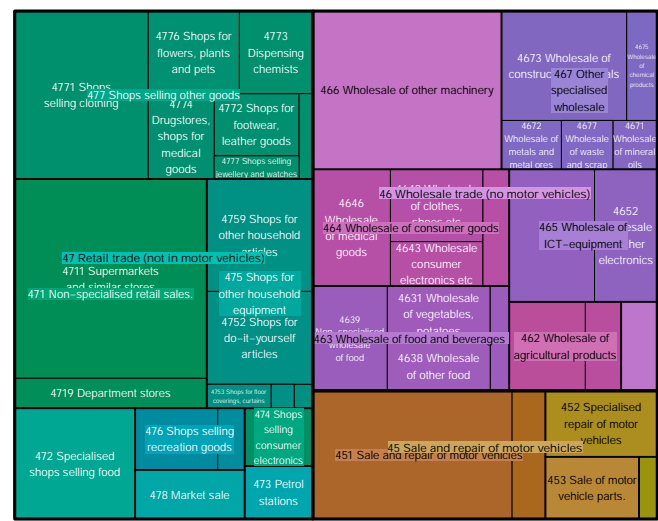 4776 Shops for
flowers, plants
and pets
4773
Dispensing
chemists
4771 Shops
selling clothing
477 Shops selling other goods
4774
Drugstores,
shops for
medical
goods
4772 Shops for
footwear,
leather goods
4777 Shops selling
jewellery and watches
4759 Shops for
other household
articles
47 Retail trade (not in motor vehicles)
4711 Supermarkets
and similar stores
471 Non-specialised retail sales.
475 Shops for
other household
equipment
4752 Shops for
do-it-yourself
articles
4719 Department stores
4753 Shops for floor
coverings, curtains
472 Specialised
shops selling food
476 Shops selling
recreation goods
474 Shops
selling
consumer
electronics
478 Market sale
473 Petrol
stations
466 Wholesale of other machinery
4673 Wholesale of
467 Other
specialised
wholesale
4675
Wholesale
of
chemical
products
4672
Wholesale of
metals and
metal ores
4677
Wholesale
of waste
and scrap
4671
Wholesale
of mineral
oils
46 Wholesale trade (no motor vehicles)
4646
Wholesale
of medical
goods
of clothes,
464 Wholesale of consumer goods
4643 Wholesale
consumer
electronics etc
465 Wholesale of
ICT-equipment
4652
electronics
4639
wholesale
of food
4631 Wholesale
of vegetables,
potatoes
463 Wholesale of food and beverages
4638 Wholesale
of other food
462 Wholesale of
agricultural products
45 Sale and repair of motor vehicles
451 Sale and repair of motor vehicles
452 Specialised
repair of motor
vehicles
453 Sale of motor
vehicle parts.